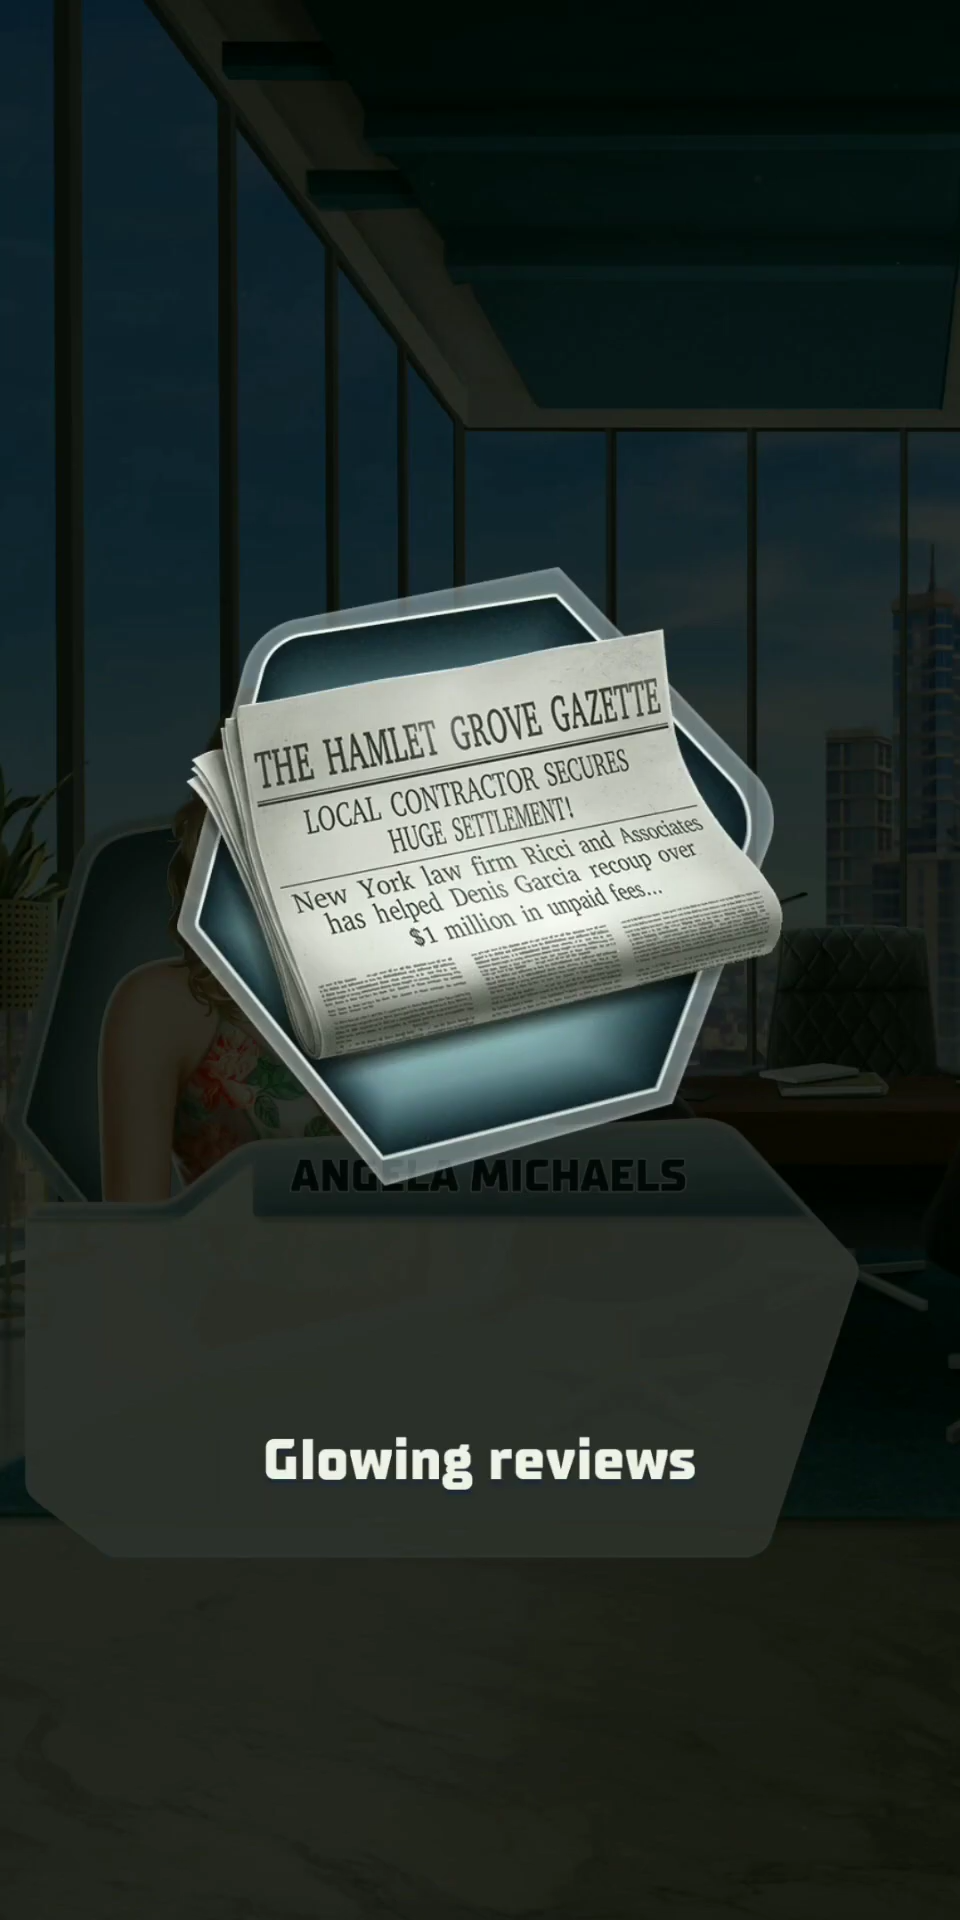 THE HAMLET GROVE GAZETTE
LOCAL CONTRACTOR SECURES
HUGE SETTLEMENT!
New York law firm Ricci and Associates
has helped Denis Garcia recoup over
$1 million in unpaid fees...
ANGELA MICHAELS
Glowing reviews